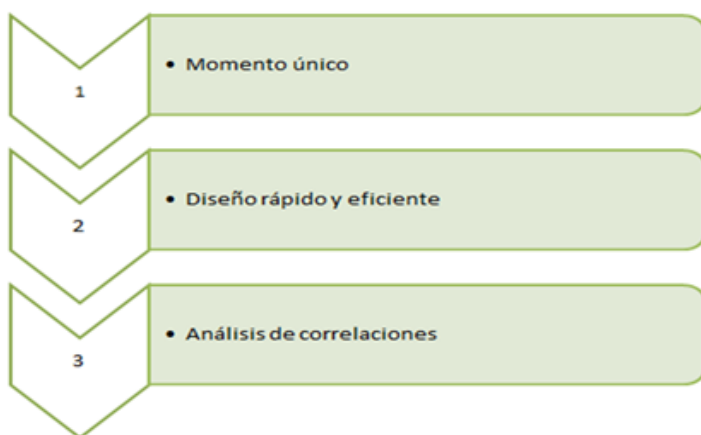 1
• Momento único
2
• Diseño rápido y eficiente
3
• Análisis de correlaciones